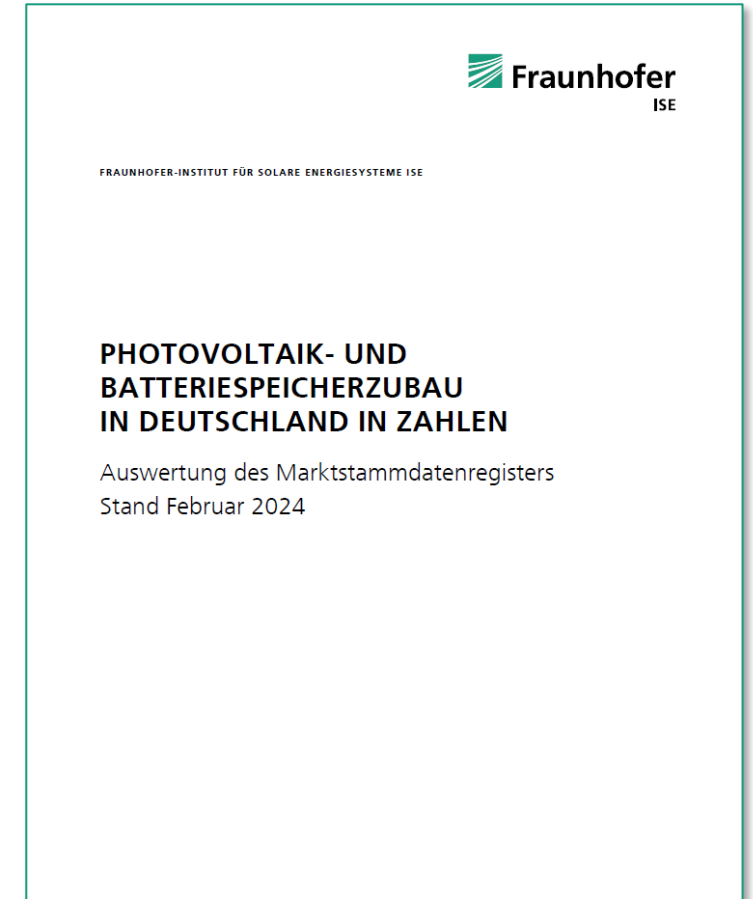 Fraunhofer
ISE
FRAUNHOFER-INSTITUT FÜR SOLARE ENERGIESYSTEME ISE
PHOTOVOLTAIK- UND
BATTERIESPEICHERZUBAU
IN DEUTSCHLAND IN ZAHLEN
Auswertung des Marktstammdatenregisters
Stand Februar 2024